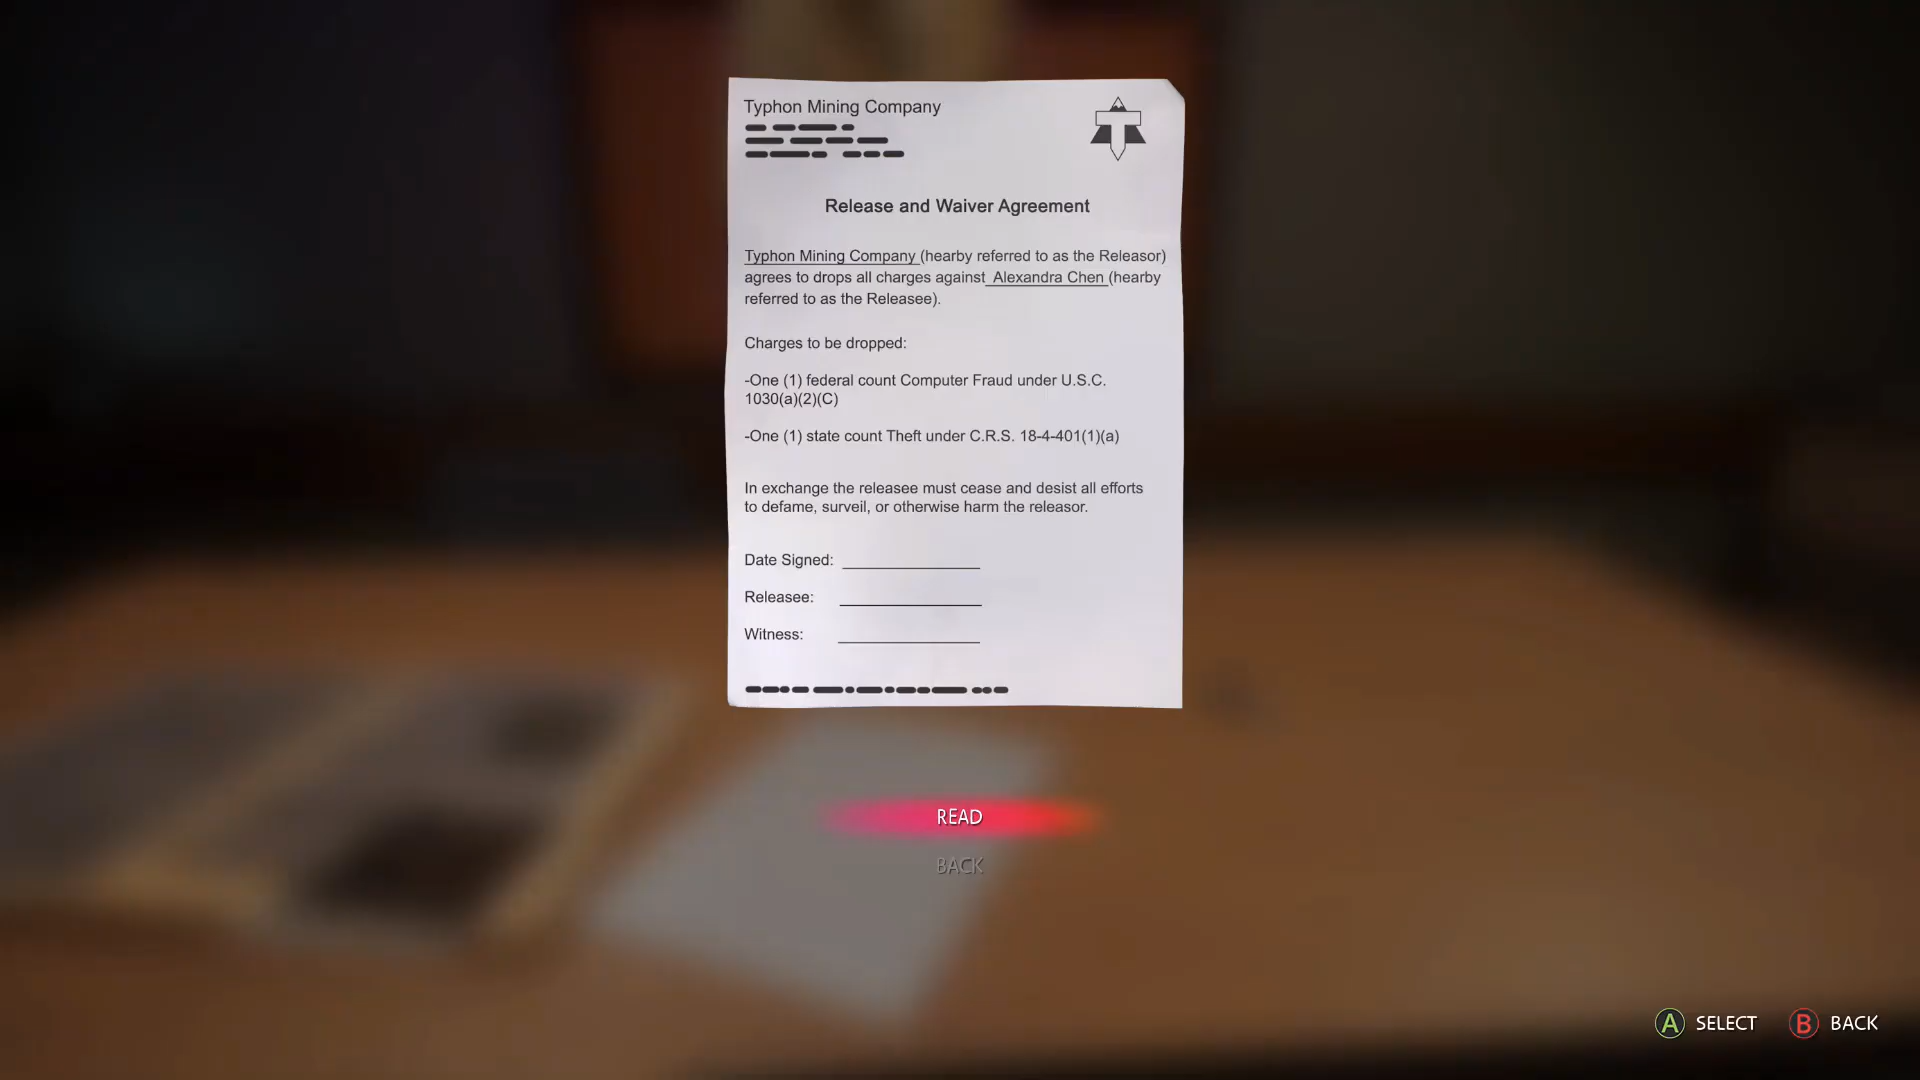 Typhon Mining Company
Release and Waiver Agreement
Typhon Mining Company (hearby referred to as the Releasor)
agrees to drops all charges against Alexandra Chen (hearby
referred to as the Releasee).
Charges to be dropped:
-One (1) federal count Computer Fraud under U.S.C.
1030(a)(2)(C)
-One (1) state count Theft under C.R.S. 18-4-401(1)(a)
In exchange the releasee must cease and desist all efforts
to defame, surveil, or otherwise harm the releasor.
Date Signed:
Releasee:
Witness:
READ
BACK
A SELECT B BACK